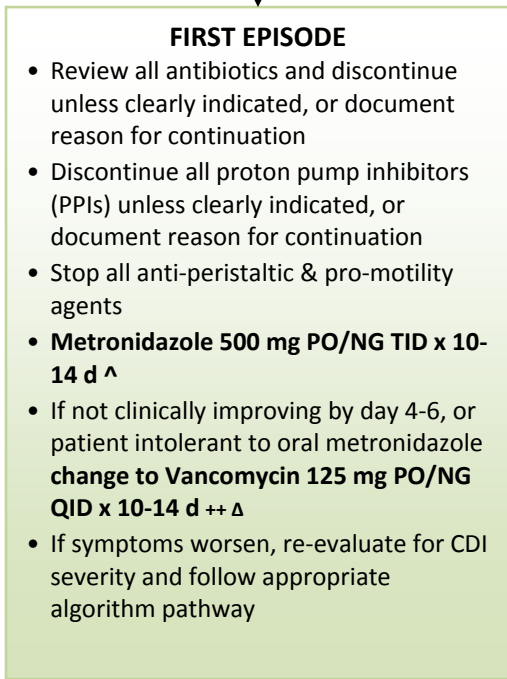 FIRST EPISODE
• Review all antibiotics and discontinue
unless clearly indicated, or document
reason for continuation
• Discontinue all proton pump inhibitors
(PPIs) unless clearly indicated, or
document reason for continuation
• Stop all anti-peristaltic & pro-motility
agents
• Metronidazole 500 mg PO/NG TID x 10-
14 d ^
• If not clinically improving by day 4-6, or
patient intolerant to oral metronidazole
change to Vancomycin 125 mg PO/NG
QID x 10-14 d ++ Δ
• If symptoms worsen, re-evaluate for CDI
severity and follow appropriate
algorithm pathway